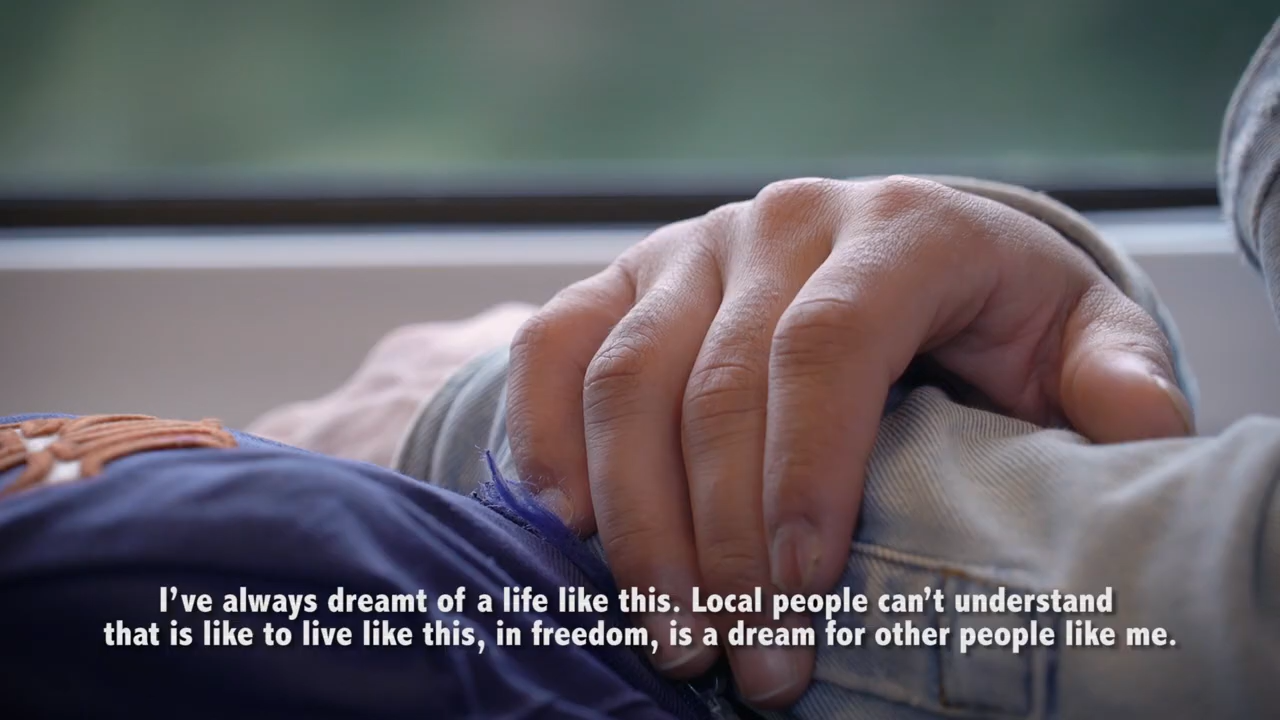 I've always dreamt of a life like this. Local people can't understand
that is like to live like this, in freedom, is a dream for other people like me.